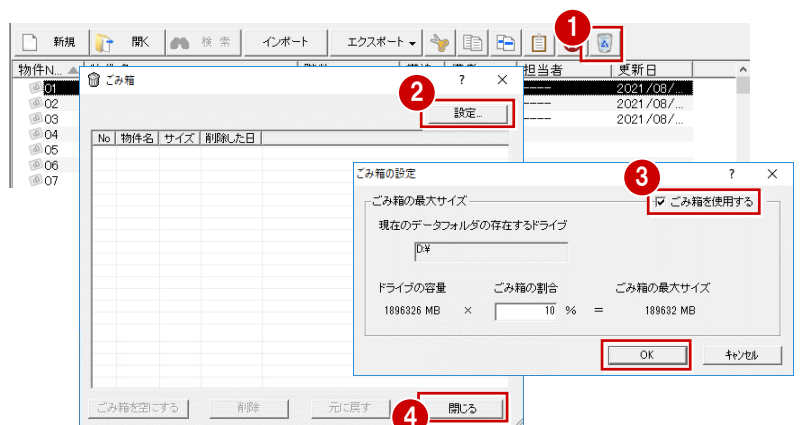 新規 開く 検索 インポート エクスポート
1
物件N... 担当者 更新日
01 ---- 2021/08/...
02 ---- 2021/08/...
03 ---- 2021/08/...
04
05
06
07
ごみ箱 ? ×
2
設定...
No 物件名 サイズ 削除した日
ごみ箱の設定 ? ×
3
ごみ箱の最大サイズ ごみ箱を使用する
現在のデータフォルダの存在するドライブ
D:¥
ドライブの容量 ごみ箱の割合 ごみ箱の最大サイズ
1896326 MB × 10 % = 189632 MB
OK キャンセル
ごみ箱を空にする 削除 元に戻す 閉じる
4